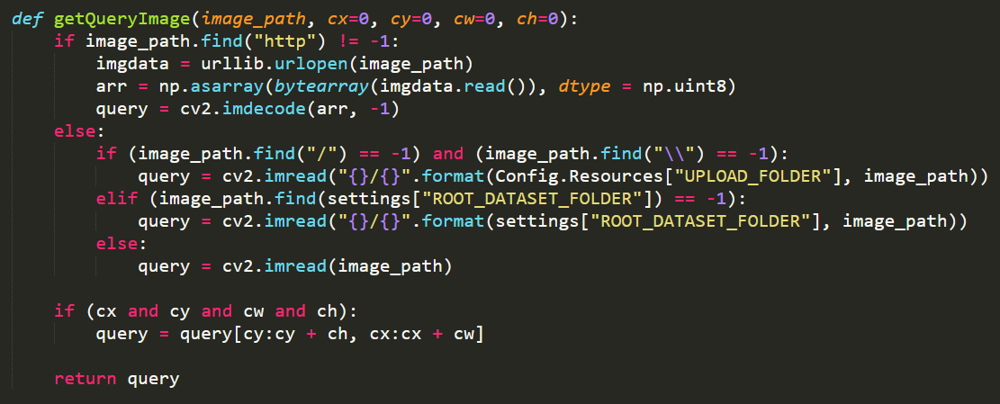 def getQueryImage(image_path, cx=0, cy=0, cw=0, ch=0):
    if image_path.find("http") != -1:
        imgdata = urllib.urlopen(image_path)
        arr = np.asarray(bytearray(imgdata.read()), dtype = np.uint8)
        query = cv2.imdecode(arr, -1)
    else:
        if (image_path.find("/") == -1) and (image_path.find("\\") == -1):
            query = cv2.imread("{}/{}".format(Config.Resources["UPLOAD_FOLDER"], image_path))
        elif (image_path.find(settings["ROOT_DATASET_FOLDER"]) == -1):
            query = cv2.imread("{}/{}".format(settings["ROOT_DATASET_FOLDER"], image_path))
        else:
            query = cv2.imread(image_path)

    if (cx and cy and cw and ch):
        query = query[cy:cy + ch, cx:cx + cw]

    return query